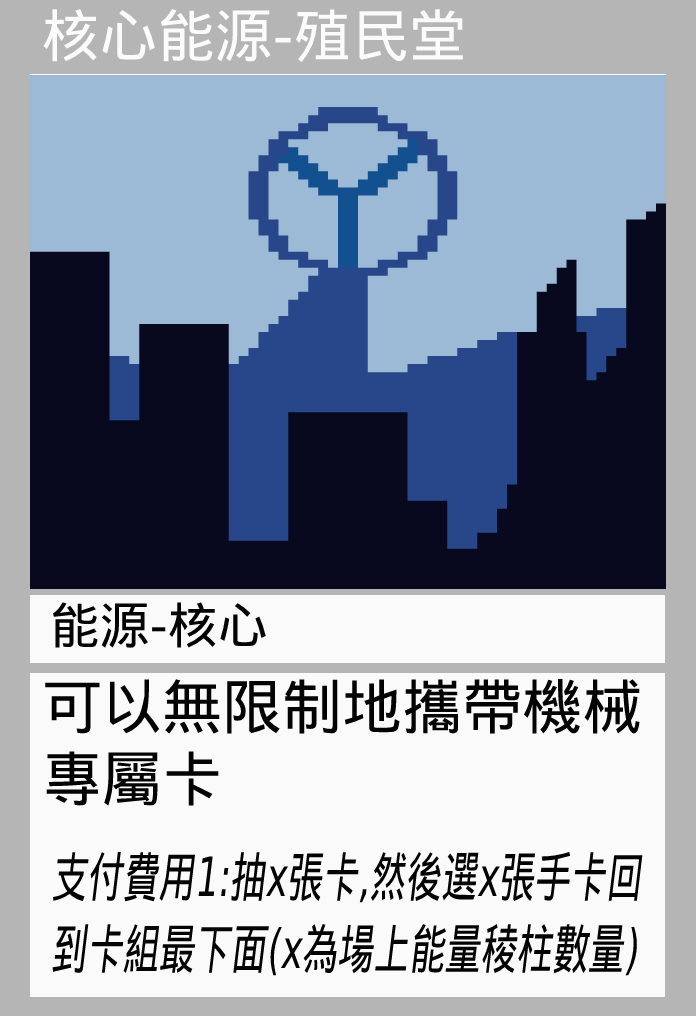 核心能源-殖民堂
能源-核心
可以無限制地攜帶機械
專屬卡
支付費用1:抽x張卡,然後選x張手卡回
到卡組最下面(x為場上能量稜柱數量)